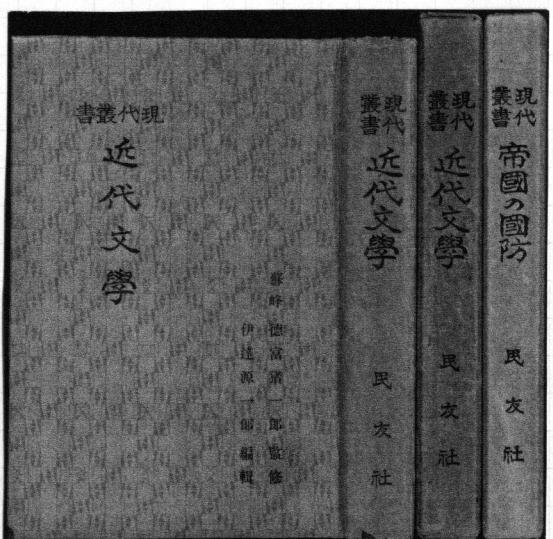 現代叢書
近代文學
蘇峰 德富猪一郎監修
伊達源一郎編輯
現代叢書
近代文學
民友社
現代叢書
近代文學
民友社
現代叢書
帝國の國防
民友社